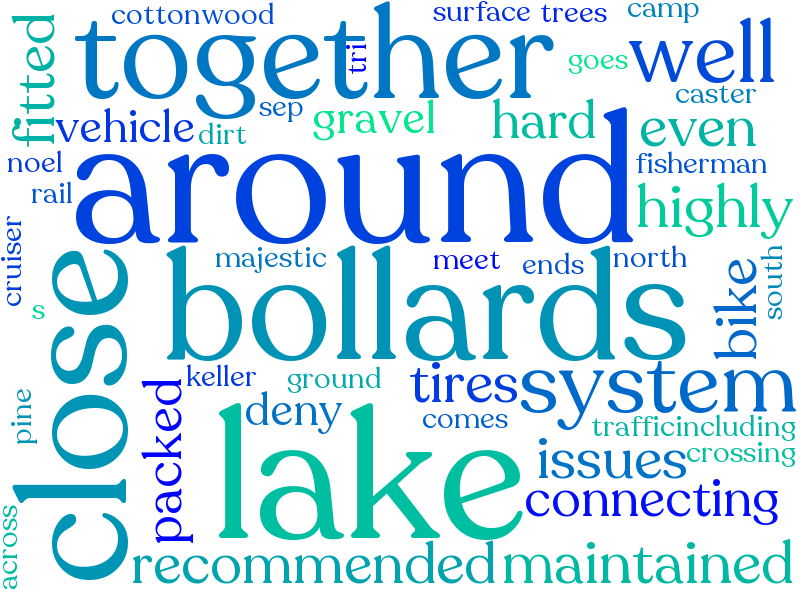 cottonwood
surface trees
camp
fitted
together
tri
goes
well
vehicle
dirt
sep
gravel
hard
caster
even
noel
around
fisherman
rail
highly
cruiser
close
majestic
meet
ends
north
south
s
bollards
bike
keller
ground
tires
system
pine
packed
deny
comes
trafficincluding
lake
issues
crossing
connecting
across
recommended
maintained